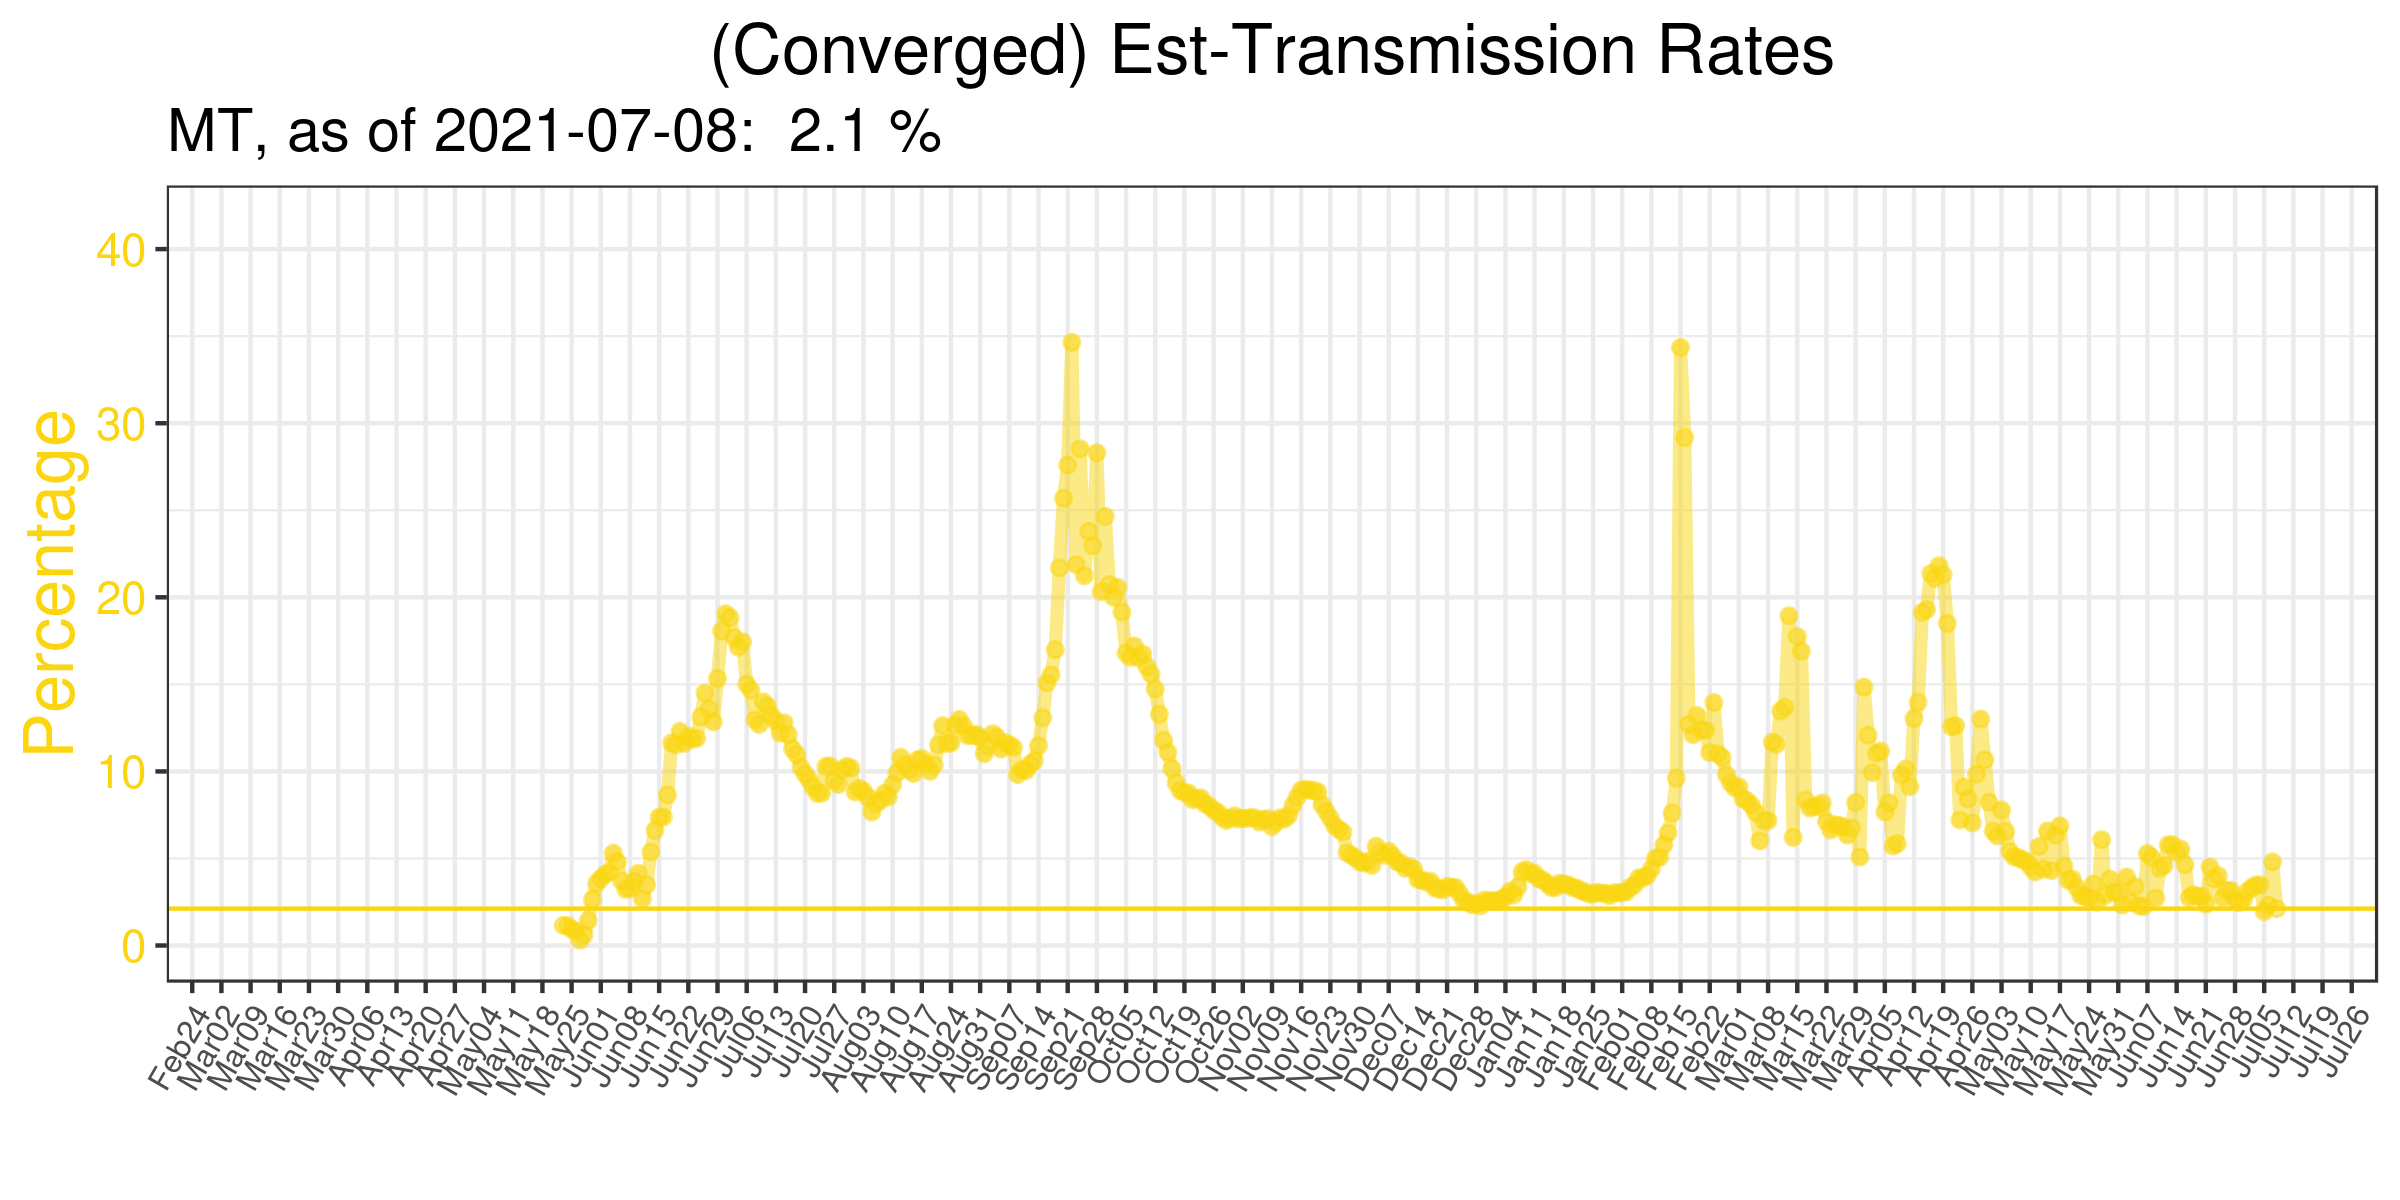 (Converged) Est-Transmission Rates
MT, as of 2021-07-08:  2.1 %
Percentage
40
30
20
10
0
Feb24
Mar02
Mar09
Mar16
Mar23
Mar30
Apr06
Apr13
Apr20
Apr27
May04
May11
May18
May25
Jun01
Jun08
Jun15
Jun22
Jun29
Jul06
Jul13
Jul20
Jul27
Aug03
Aug10
Aug17
Aug24
Aug31
Sep07
Sep14
Sep21
Sep28
Oct05
Oct12
Oct19
Oct26
Nov02
Nov09
Nov16
Nov23
Nov30
Dec07
Dec14
Dec21
Dec28
Jan04
Jan11
Jan18
Jan25
Feb01
Feb08
Feb15
Feb22
Mar01
Mar08
Mar15
Mar22
Mar29
Apr05
Apr12
Apr19
Apr26
May03
May10
May17
May24
May31
Jun07
Jun14
Jun21
Jun28
Jul05
Jul12
Jul19
Jul26